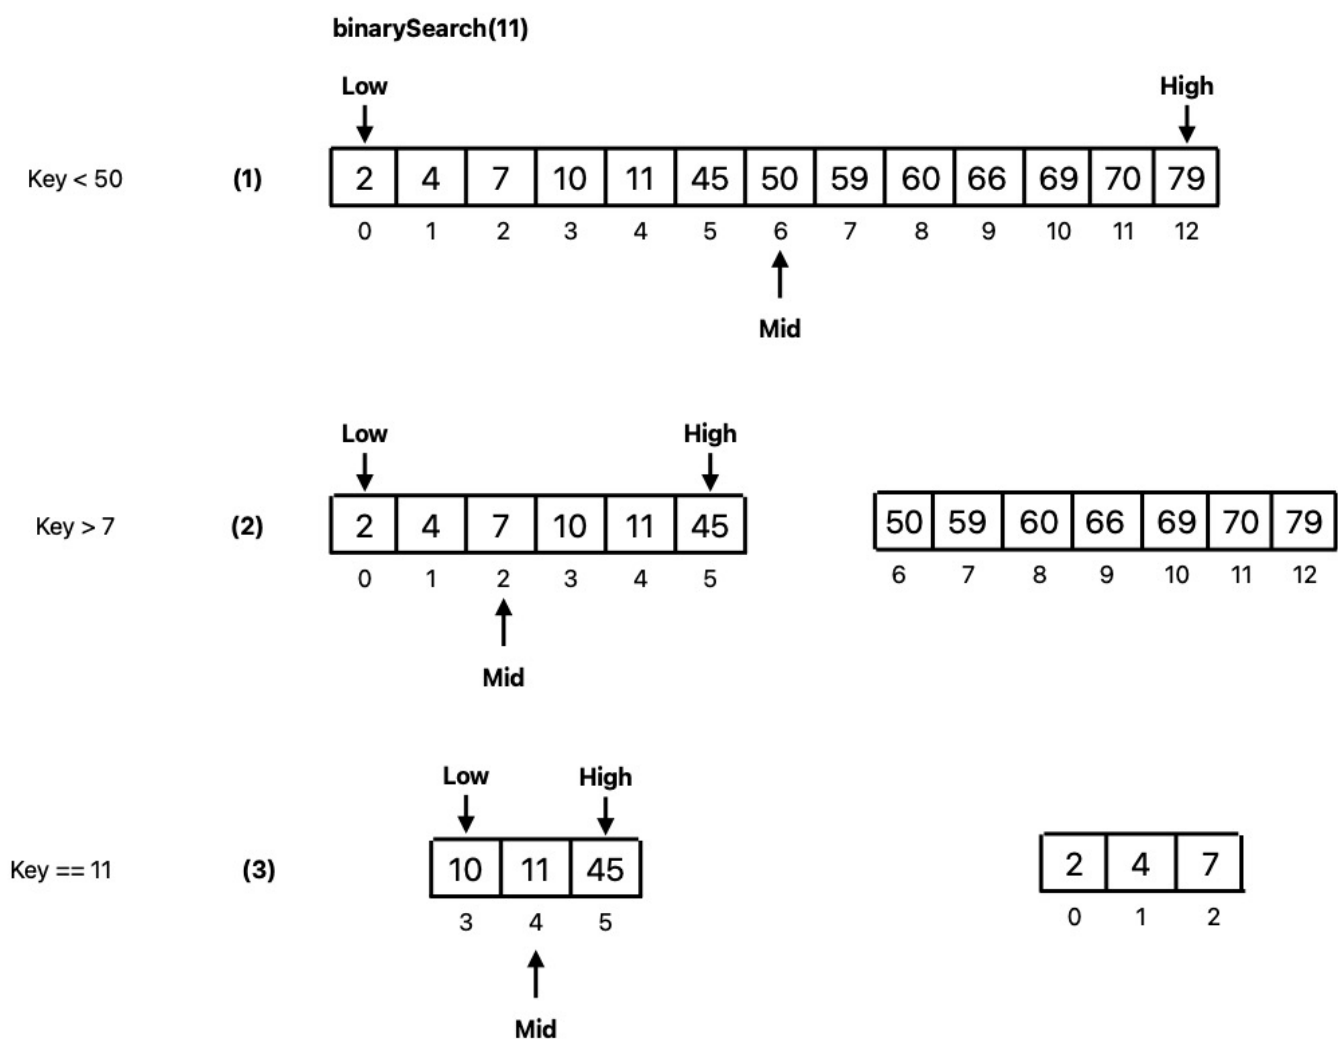 binarySearch(11)
Low High
Key < 50 (1) 2 4 7 10 11 45 50 59 60 66 69 70 79
0 1 2 3 4 5 6 7 8 9 10 11 12
Mid
Low High
Key > 7 (2) 2 4 7 10 11 45 50 59 60 66 69 70 79
0 1 2 3 4 5 6 7 8 9 10 11 12
Mid
Low High
Key == 11 (3) 10 11 45 2 4 7
3 4 5 0 1 2
Mid